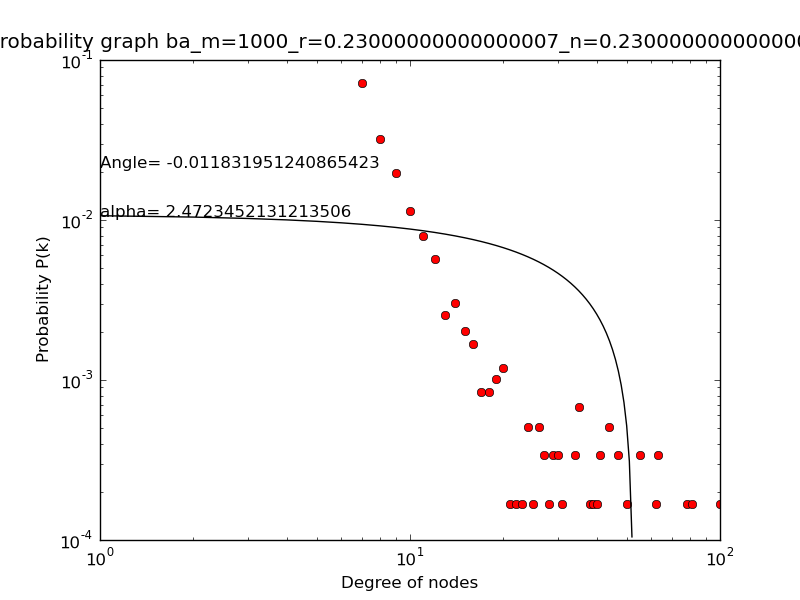 robability graph ba_m=1000_r=0.23000000000000007_n=0.2300000000000000
10^-1
Angle= -0.011831951240865423
alpha= 2.4723452131213506
10^-2
Probability P(k)
10^-3
10^-4
10^0 10^1 10^2
Degree of nodes